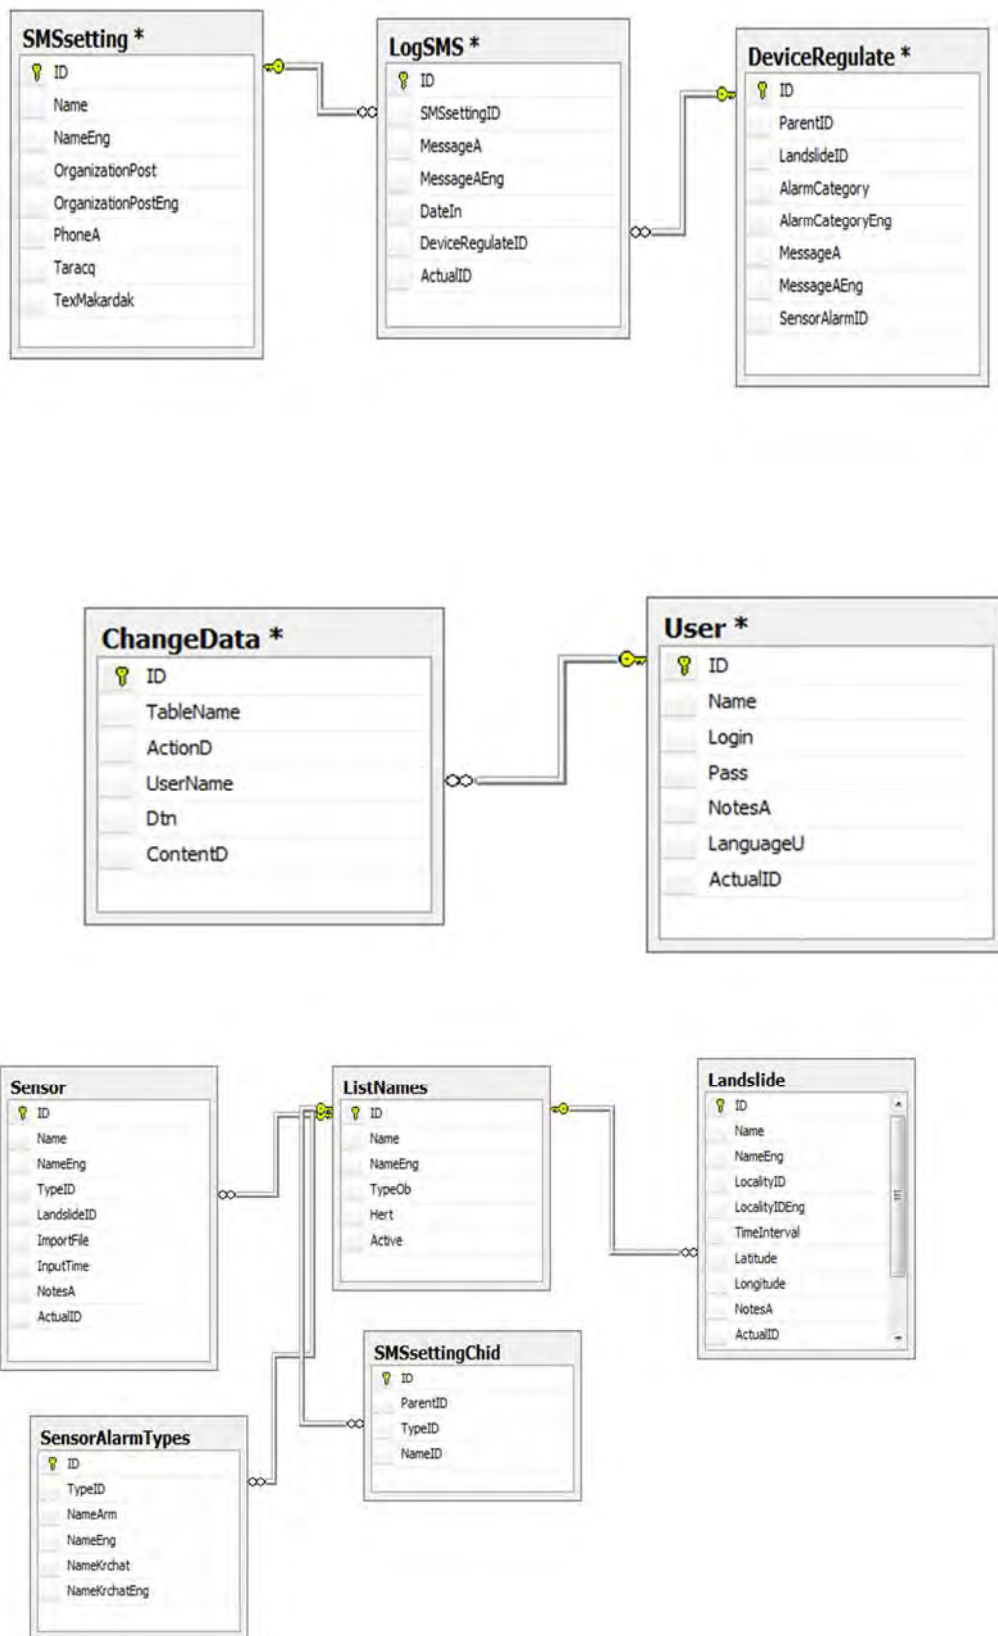 SMSsetting *
ID
Name
NameEng
OrganizationPost
OrganizationPostEng
PhoneA
Taracq
TexMakardak
LogSMS *
ID
SMSsettingID
MessageA
MessageAEng
DateIn
DeviceRegulateID
ActualID
DeviceRegulate *
ID
ParentID
LandslideID
AlarmCategory
AlarmCategoryEng
MessageA
MessageAEng
SensorAlarmID
ChangeData *
ID
TableName
ActionD
UserName
Dtn
ContentD
User *
ID
Name
Login
Pass
NotesA
LanguageU
ActualID
Sensor
ID
Name
NameEng
TypeID
LandslideID
ImportFile
InputTime
NotesA
ActualID
ListNames
ID
Name
NameEng
TypeOb
Hert
Active
Landslide
ID
Name
NameEng
LocalityID
LocalityIDEng
TimeInterval
Latitude
Longitude
NotesA
ActualID
SMSsettingChid
ID
ParentID
TypeID
NameID
SensorAlarmTypes
ID
TypeID
NameArm
NameEng
NameKrchat
NameKrchatEng